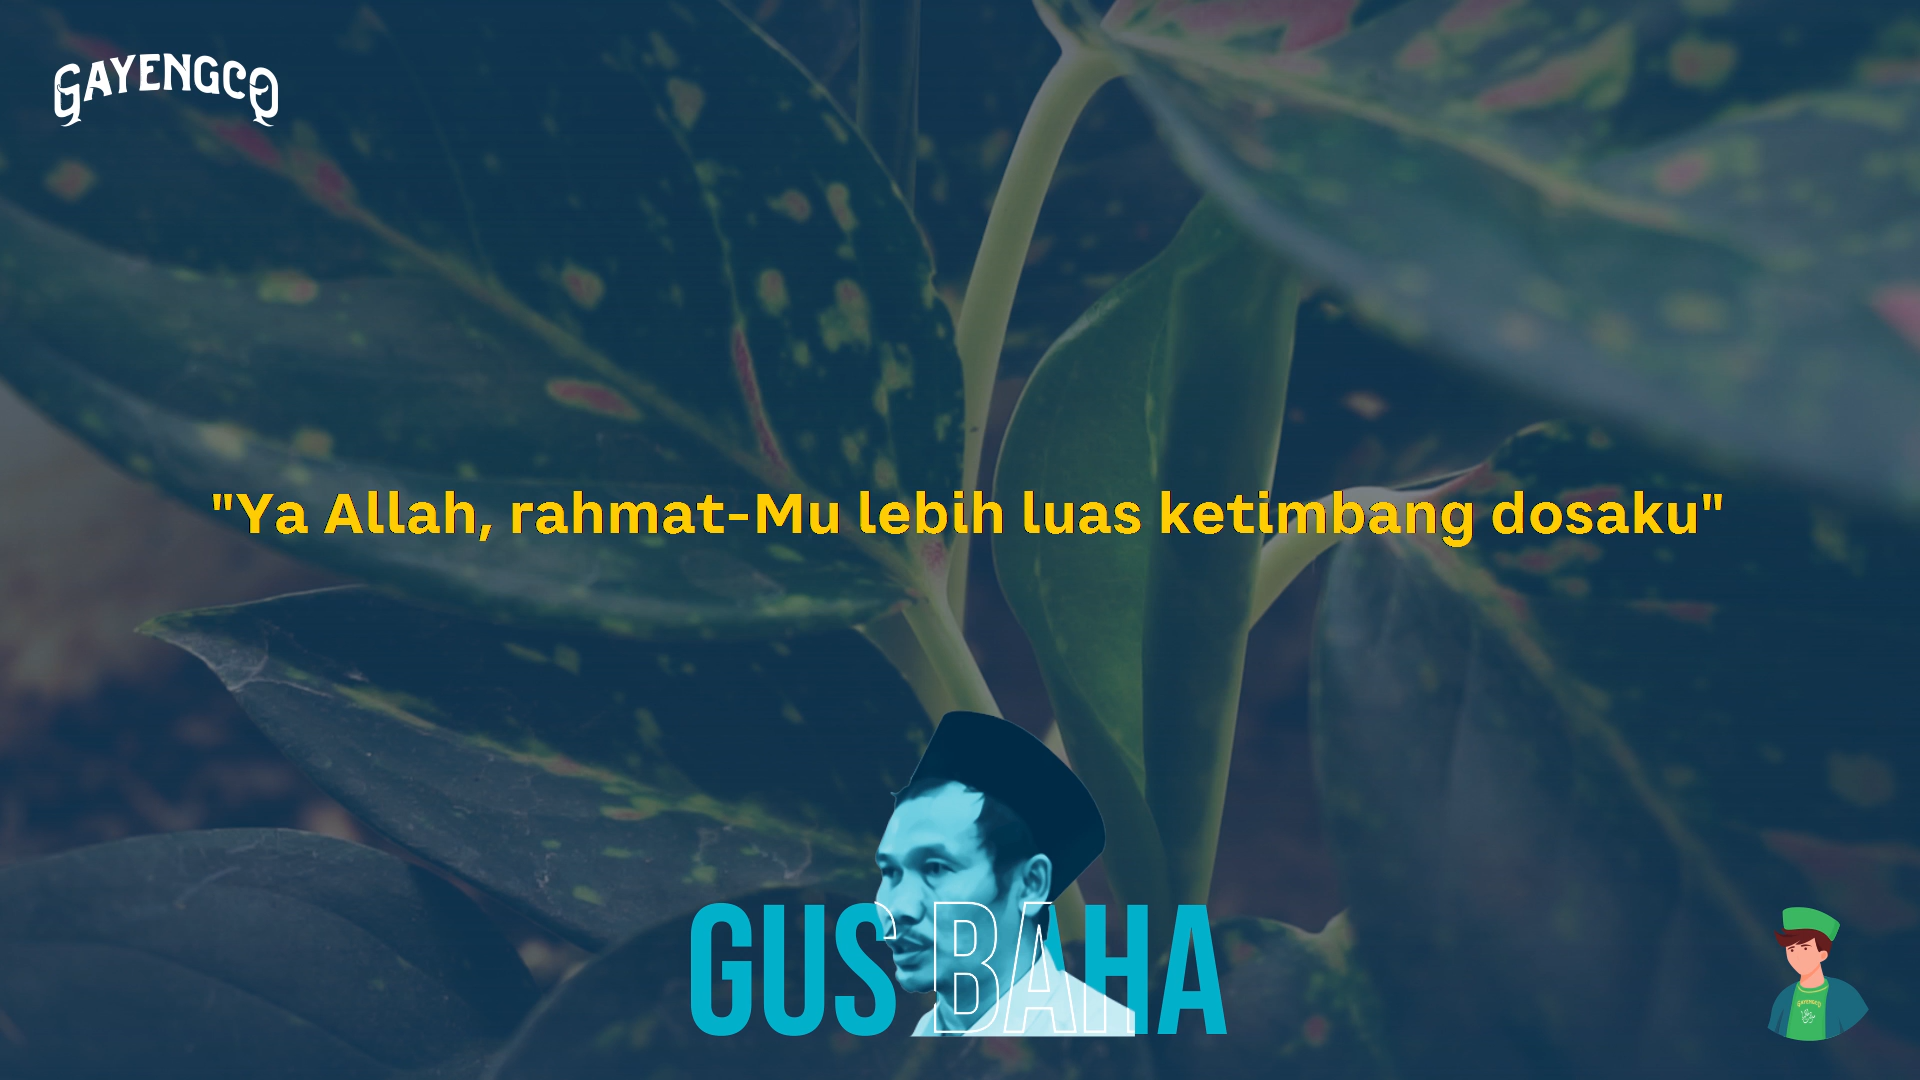 GAYENGCO
"Ya Allah, rahmat-Mu lebih luas ketimbang dosaku"
GUS BAHA